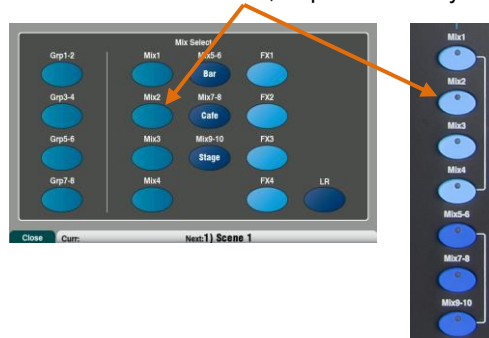 Mix Select
Grp1-2 Mix1 Mix5-6 FX1
Bar
Grp3-4 Mix2 Mix7-8 FX2
Cafe
Grp5-6 Mix3 Mix9-10 FX3
Stage
Grp7-8 Mix4 FX4 LR
Close Curr: Next:1) Scene 1
1
Mix1
Mix2
Mix3
Mix4
Mix5-6
Mix7-8
Mix9-10